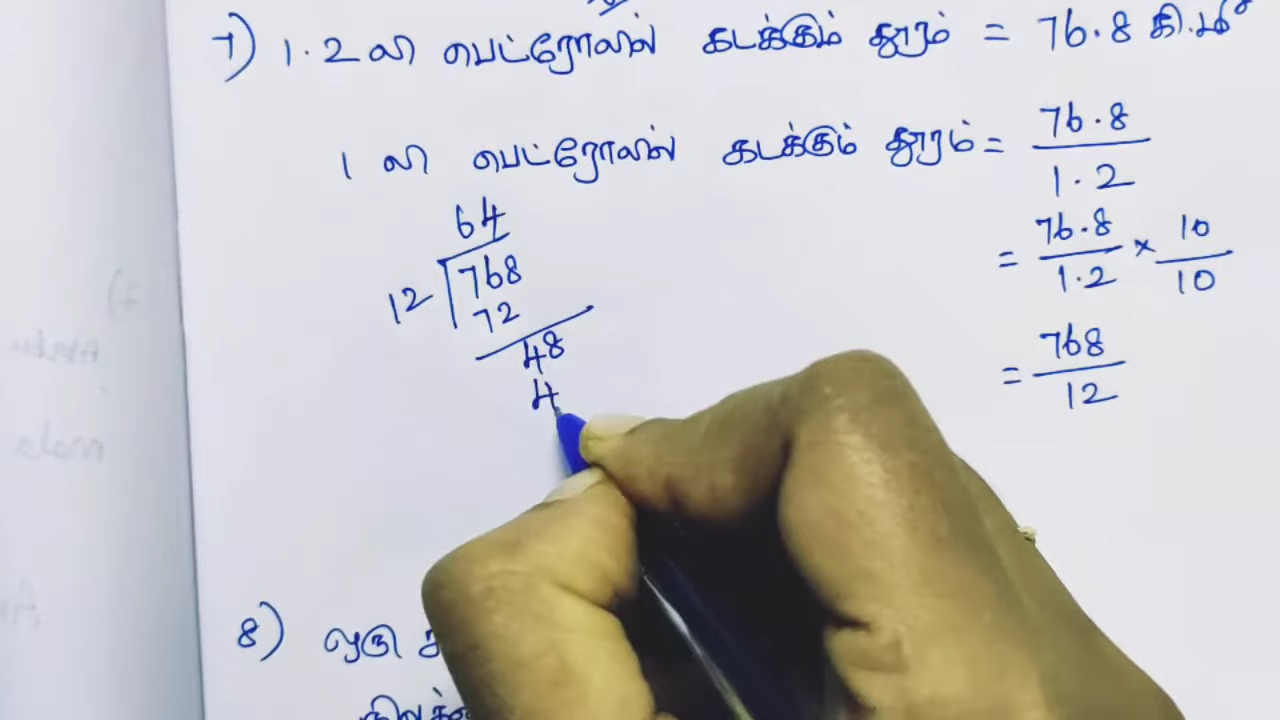 7) 1.2 லி பெட்ரோலில் கடக்கும் தூரம் = 76.8 கி.மீ
1 லி பெட்ரோலில் கடக்கும் தூரம் = 76.8 / 1.2
= 76.8 / 1.2 × 10 / 10
= 768 / 12
64
12 768
72
48
4
8) ஒரு